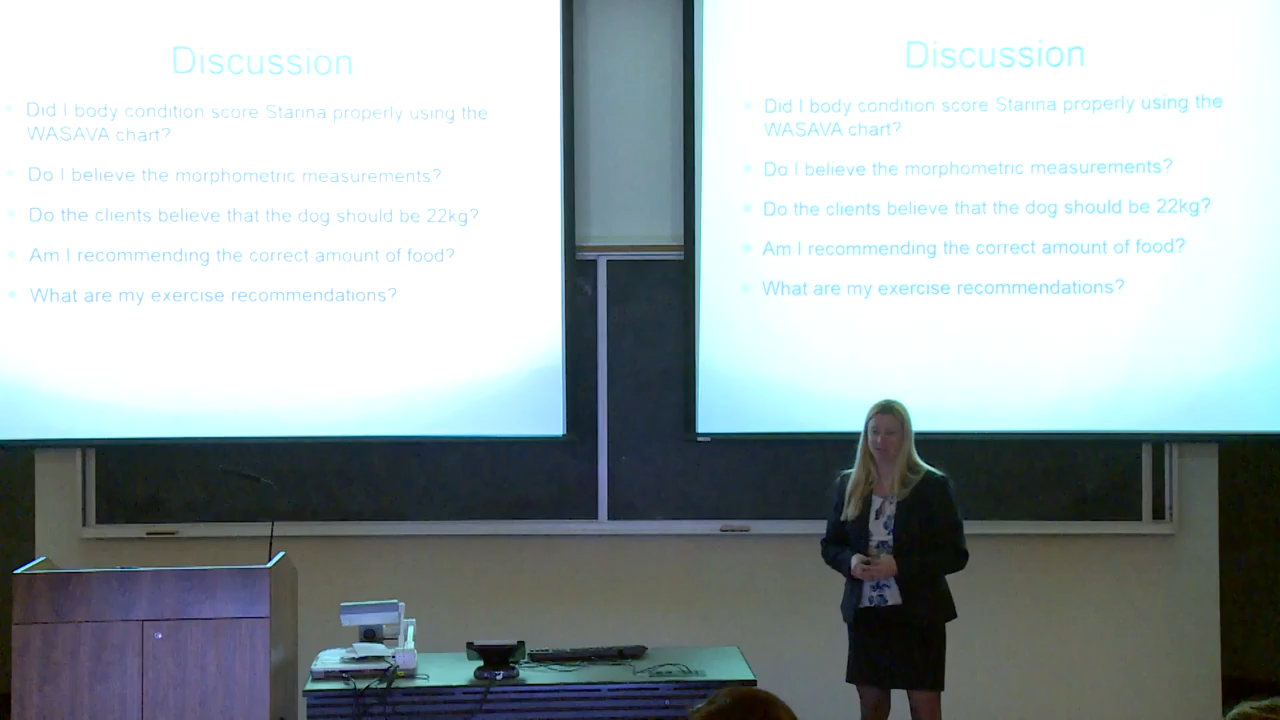 Discussion
Did I body condition score Starina properly using the
WASAVA chart?
Do I believe the morphometric measurements?
Do the clients believe that the dog should be 22kg?
Am I recommending the correct amount of food?
What are my exercise recommendations?
Discussion
Did I body condition score Starina properly using the
WASAVA chart?
Do I believe the morphometric measurements?
Do the clients believe that the dog should be 22kg?
Am I recommending the correct amount of food?
What are my exercise recommendations?